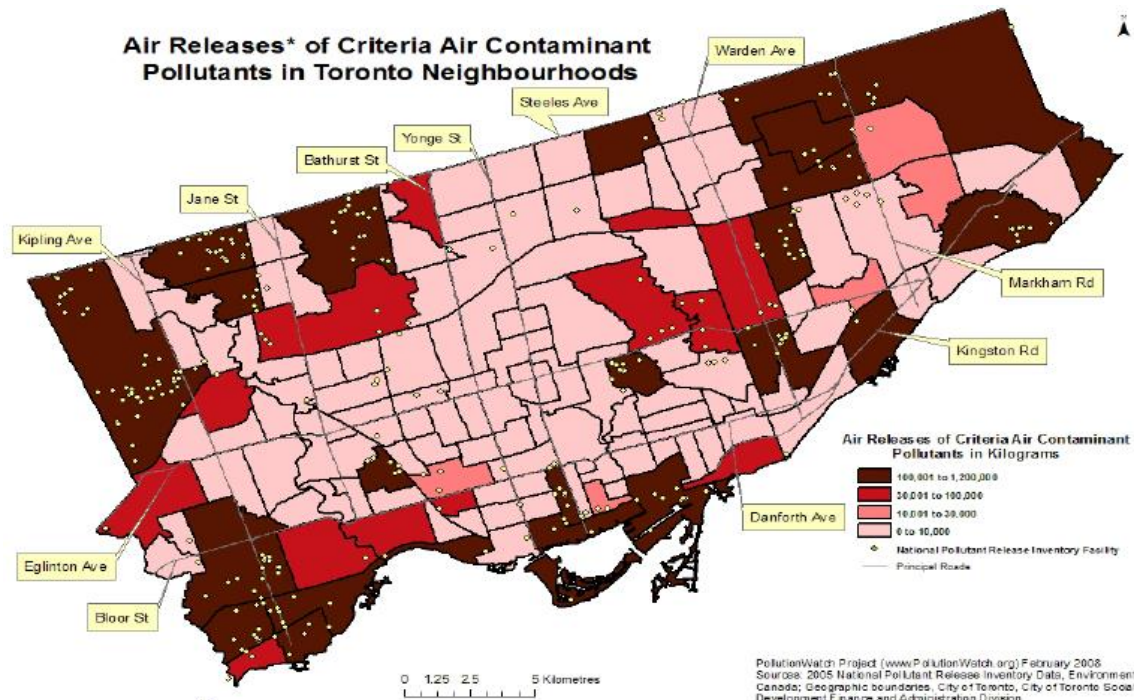 Air Releases* of Criteria Air Contaminant
Pollutants in Toronto Neighbourhoods
Warden Ave
Steeles Ave
Yonge St
Bathurst St
Jane St
Kipling Ave
Markham Rd
Kingston Rd
Danforth Ave
Eglinton Ave
Bloor St
Air Releases of Criteria Air Contaminant
Pollutants in Kilograms
100,001 to 1,200,000
30,001 to 100,000
10,001 to 30,000
0 to 10,000
National Pollutant Release Inventory Facility
Principal Roads
0 1.25 2.5 5 Kilometres
PollutionWatch Project (www.PollutionWatch.org) February 2008
Sources: 2005 National Pollutant Release Inventory Data, Environment
Canada; Geographic boundaries, City of Toronto, City of Toronto Social
Development Finance and Administration Division